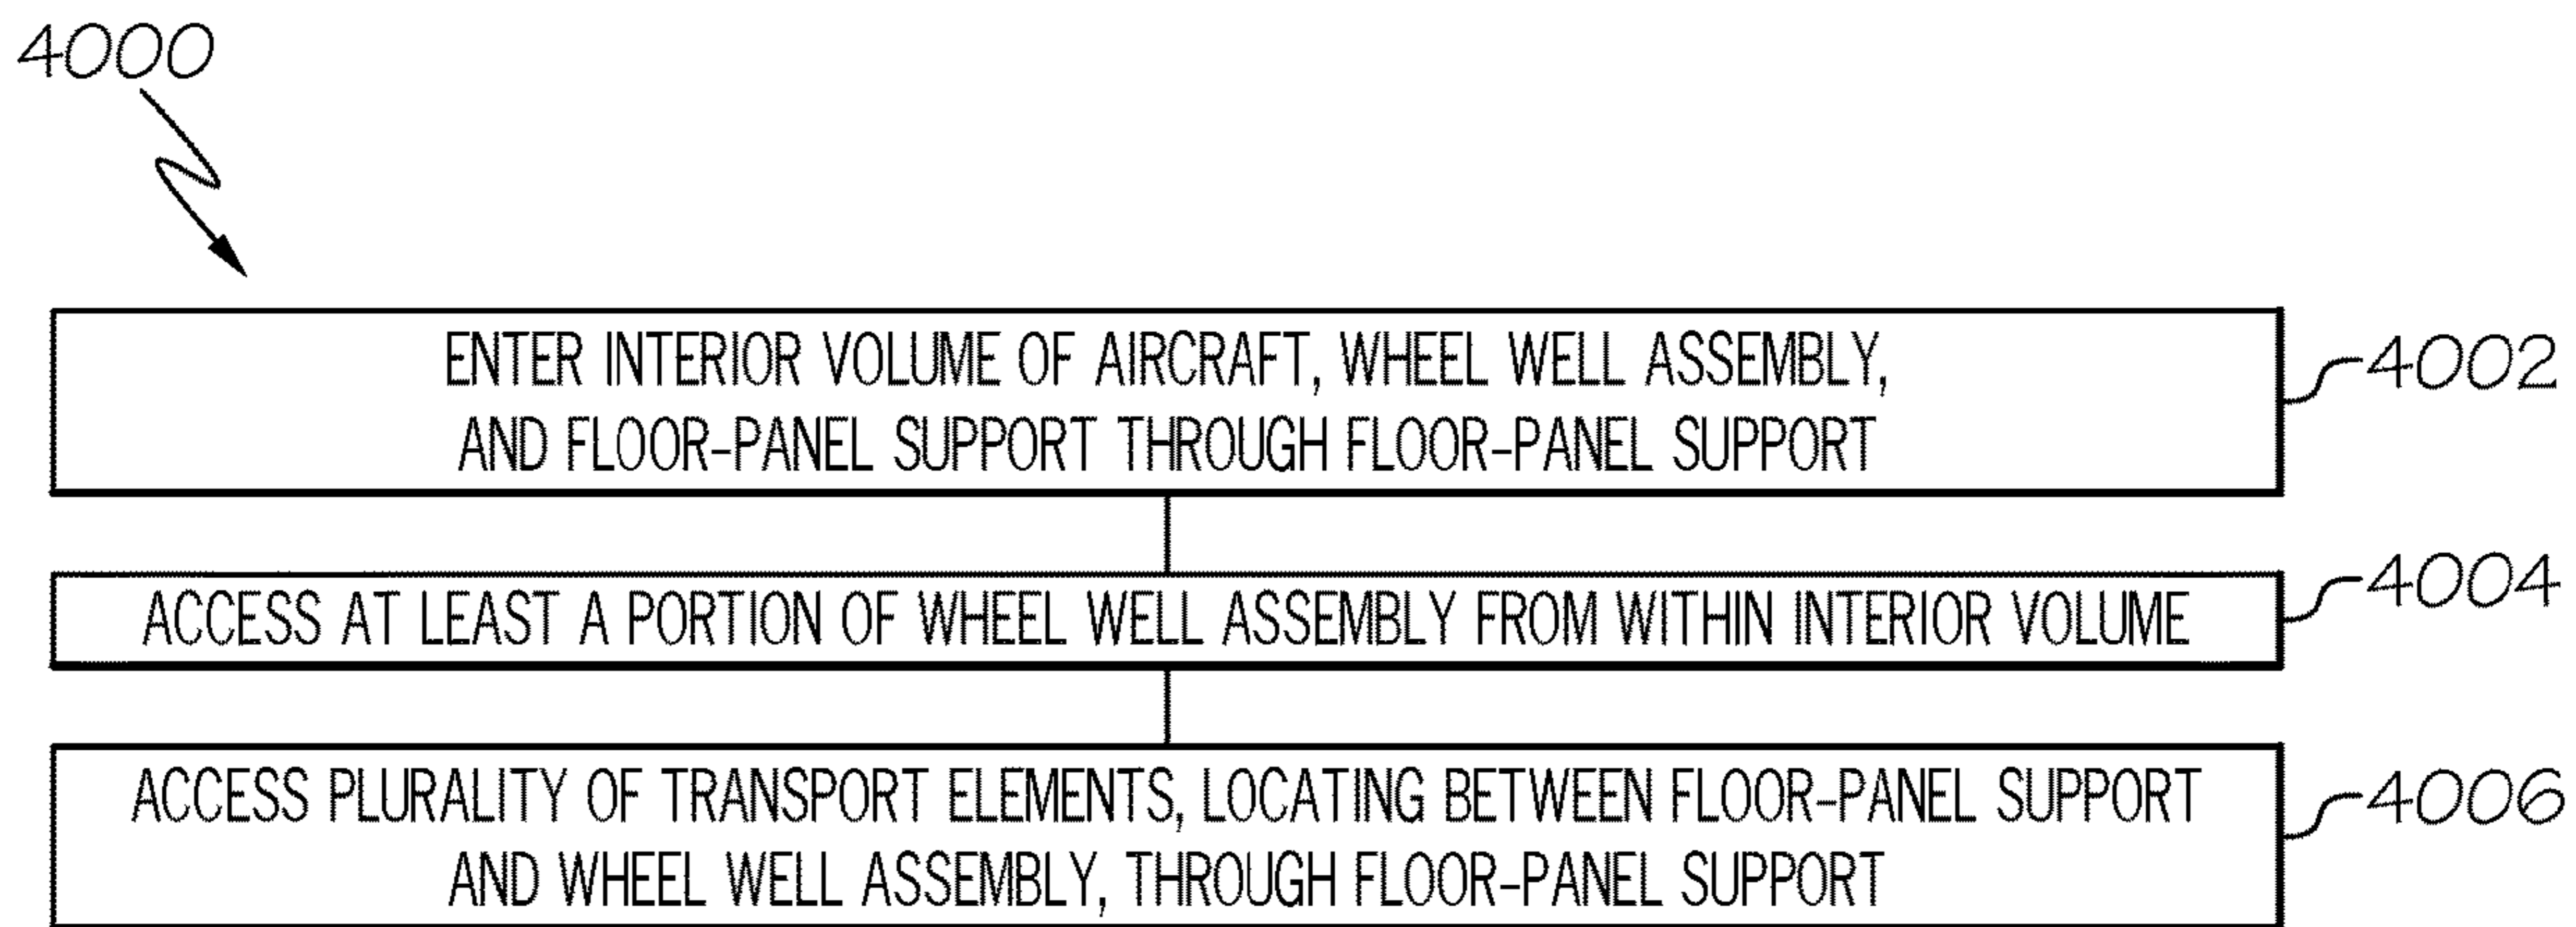 4000
ENTER INTERIOR VOLUME OF AIRCRAFT, WHEEL WELL ASSEMBLY,
AND FLOOR-PANEL SUPPORT THROUGH FLOOR-PANEL SUPPORT
4002
ACCESS AT LEAST A PORTION OF WHEEL WELL ASSEMBLY FROM WITHIN INTERIOR VOLUME
4004
ACCESS PLURALITY OF TRANSPORT ELEMENTS, LOCATING BETWEEN FLOOR-PANEL SUPPORT
AND WHEEL WELL ASSEMBLY, THROUGH FLOOR-PANEL SUPPORT
4006